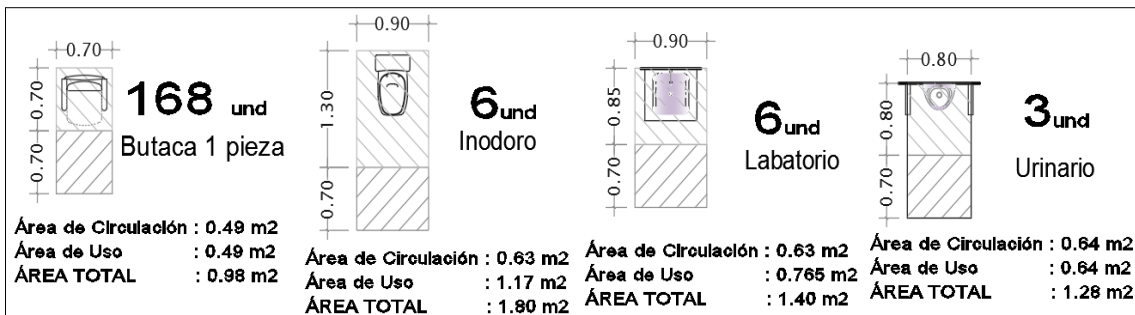 0.70
0.70
0.70
168 und
Butaca 1 pieza
Área de Circulación : 0.49 m2
Área de Uso : 0.49 m2
ÁREA TOTAL : 0.98 m2
0.90
1.30
0.70
6und
Inodoro
Área de Circulación : 0.63 m2
Área de Uso : 1.17 m2
ÁREA TOTAL : 1.80 m2
0.90
0.85
0.70
6und
Labatorio
Área de Circulación : 0.63 m2
Área de Uso : 0.765 m2
ÁREA TOTAL : 1.40 m2
0.80
0.80
0.70
3und
Urinario
Área de Circulación : 0.64 m2
Área de Uso : 0.64 m2
ÁREA TOTAL : 1.28 m2